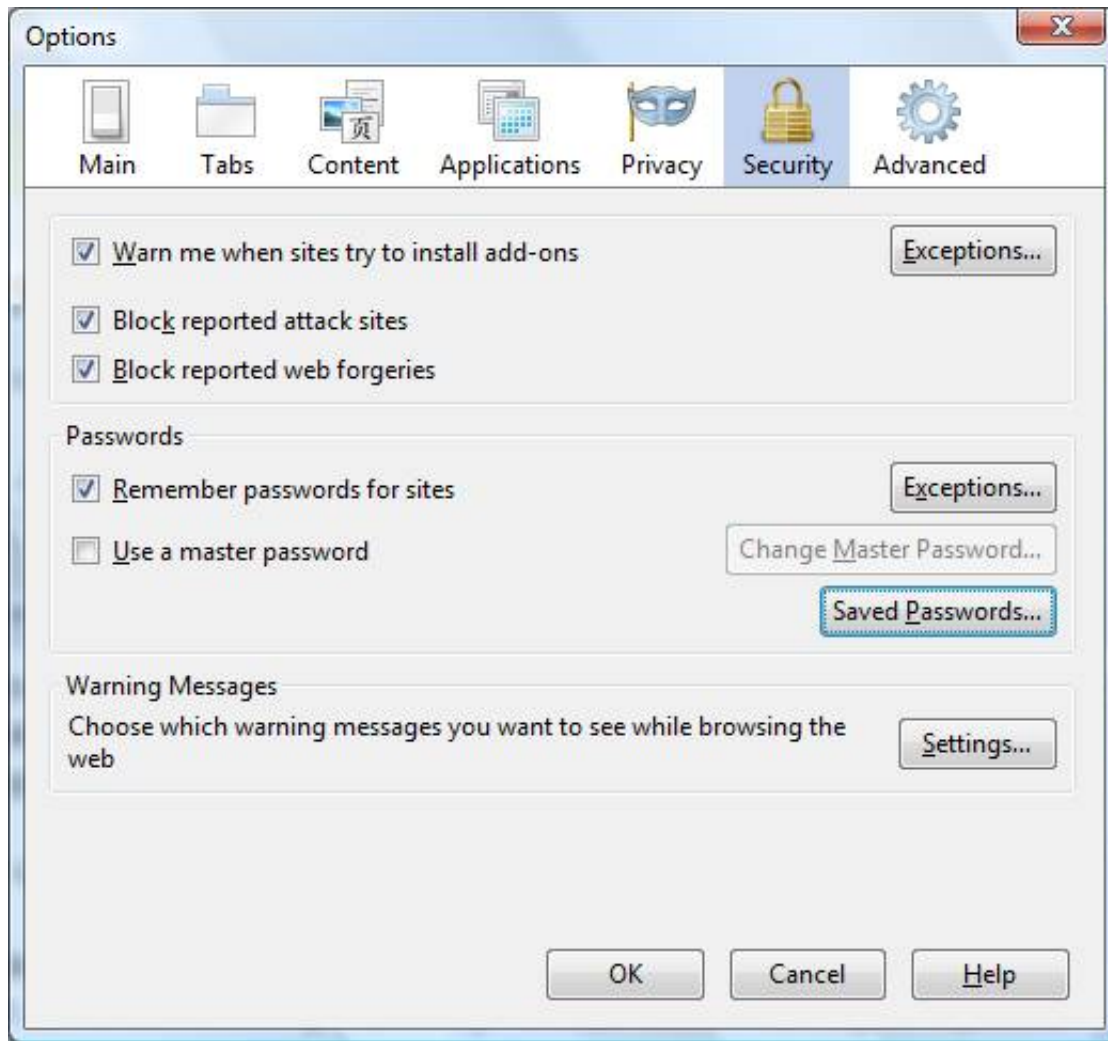 Options
X
页
Main Tabs Content Applications Privacy Security Advanced
Warn me when sites try to install add-ons Exceptions...
Block reported attack sites
Block reported web forgeries
Passwords
Remember passwords for sites Exceptions...
Use a master password Change Master Password...
Saved Passwords...
Warning Messages
Choose which warning messages you want to see while browsing the
web
Settings...
OK Cancel Help